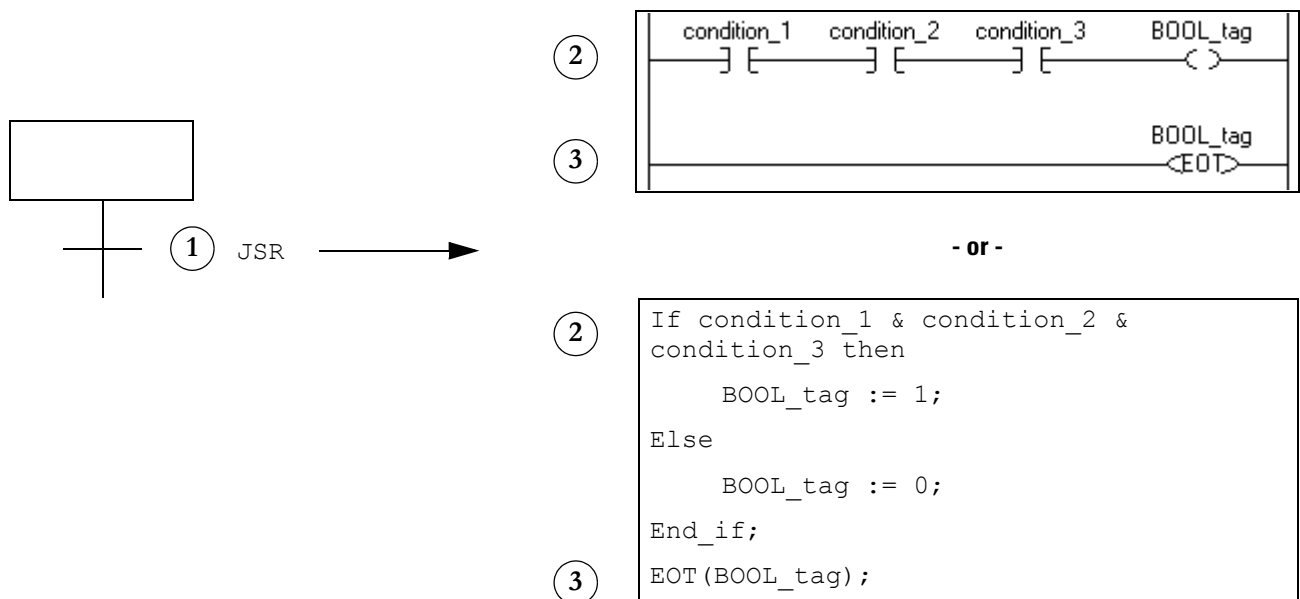 condition_1 condition_2 condition_3 BOOL_tag
2
BOOL_tag
3
EOT
1 JSR
- or -
2
If condition_1 & condition_2 &
condition_3 then
BOOL_tag := 1;
Else
BOOL_tag := 0;
End_if;
3
EOT(BOOL_tag);